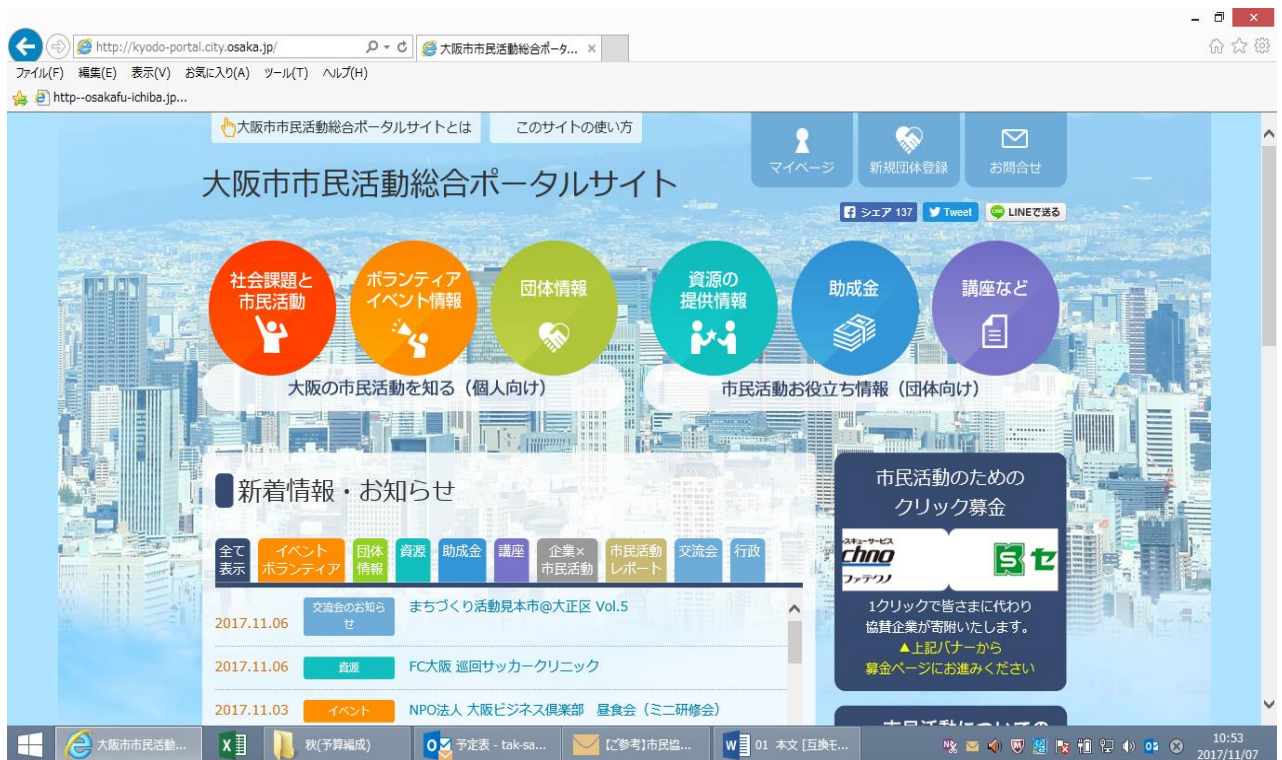 http://kyodo-portal.city.osaka.jp/
大阪市市民活動総合ポータ...
ファイル(F) 編集(E) 表示(V) お気に入り(A) ツール(T) ヘルプ(H)
http--osakafu-ichiba.jp...
大阪市市民活動総合ポータルサイトとは
このサイトの使い方
マイページ
新規団体登録
お問合せ
大阪市市民活動総合ポータルサイト
シェア 137
Tweet
LINEで送る
社会課題と
市民活動
ボランティア
イベント情報
団体情報
資源の
提供情報
助成金
講座など
大阪の市民活動を知る（個人向け）
市民活動お役立ち情報（団体向け）
新着情報・お知らせ
全て
表示
イベント
ボランティア
団体
情報
資源
助成金
講座
企業×
市民活動
市民活動
レポート
交流会
行政
2017.11.06
交流会のお知ら
せ
まちづくり活動見本市@大正区 Vol.5
2017.11.06
資源
FC大阪 巡回サッカークリニック
2017.11.03
イベント
NPO法人 大阪ビジネス倶楽部 昼食会（ミニ研修会）
市民活動のための
クリック募金
chno
セ
1クリックで皆さまに代わり
協賛企業が寄附いたします。
▲上記バナーから
募金ページにお進みください
市民活動についての
大阪市市民活動...
秋(予算編成)
予定表 - tak-sa...
【ご参考】市民協...
01 本文 [互換モ...
10:53
2017/11/07